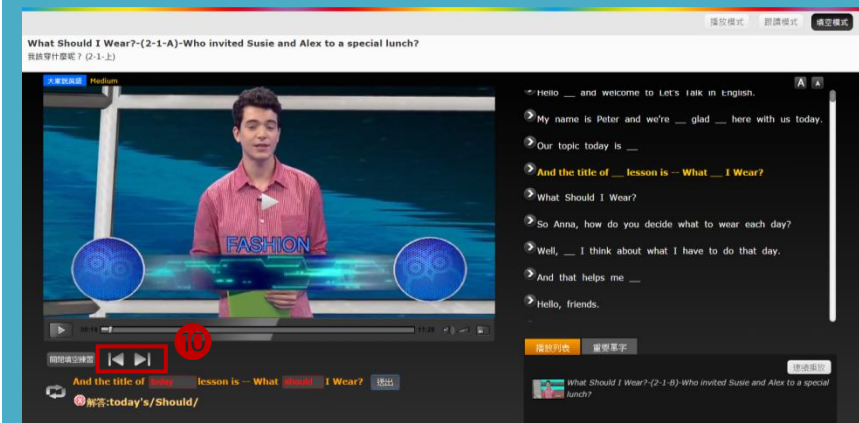 播放模式 跟讀模式 填空模式
What Should I Wear?-(2-1-A)-Who invited Susie and Alex to a special lunch?
我該穿什麼呢？ (2-1-上)
大家說英語 Medium
A A
Hello __ and welcome to Let's Talk in English.
My name is Peter and we're __ glad __ here with us today.
Our topic today is __
And the title of __ lesson is -- What __ I Wear?
What Should I Wear?
So Anna, how do you decide what to wear each day?
Well, __ I think about what I have to do that day.
And that helps me __
Hello, friends.
FASHION
00:14 11:28
10
關閉填空練習
And the title of today lesson is -- What should I Wear? 送出
解答:today's/Should/
播放列表 重要單字
連續播放
What Should I Wear?-(2-1-B)-Who invited Susie and Alex to a special
lunch?